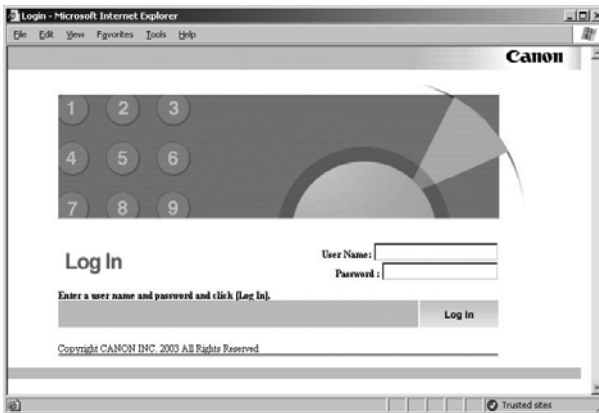 Login - Microsoft Internet Explorer
File Edit View Favorites Tools Help
Canon
1 2 3
4 5 6
7 8 9
Log In
User Name:
Password :
Enter a user name and password and click [Log In].
Log In
Copyright CANON INC. 2003 All Rights Reserved
Trusted sites